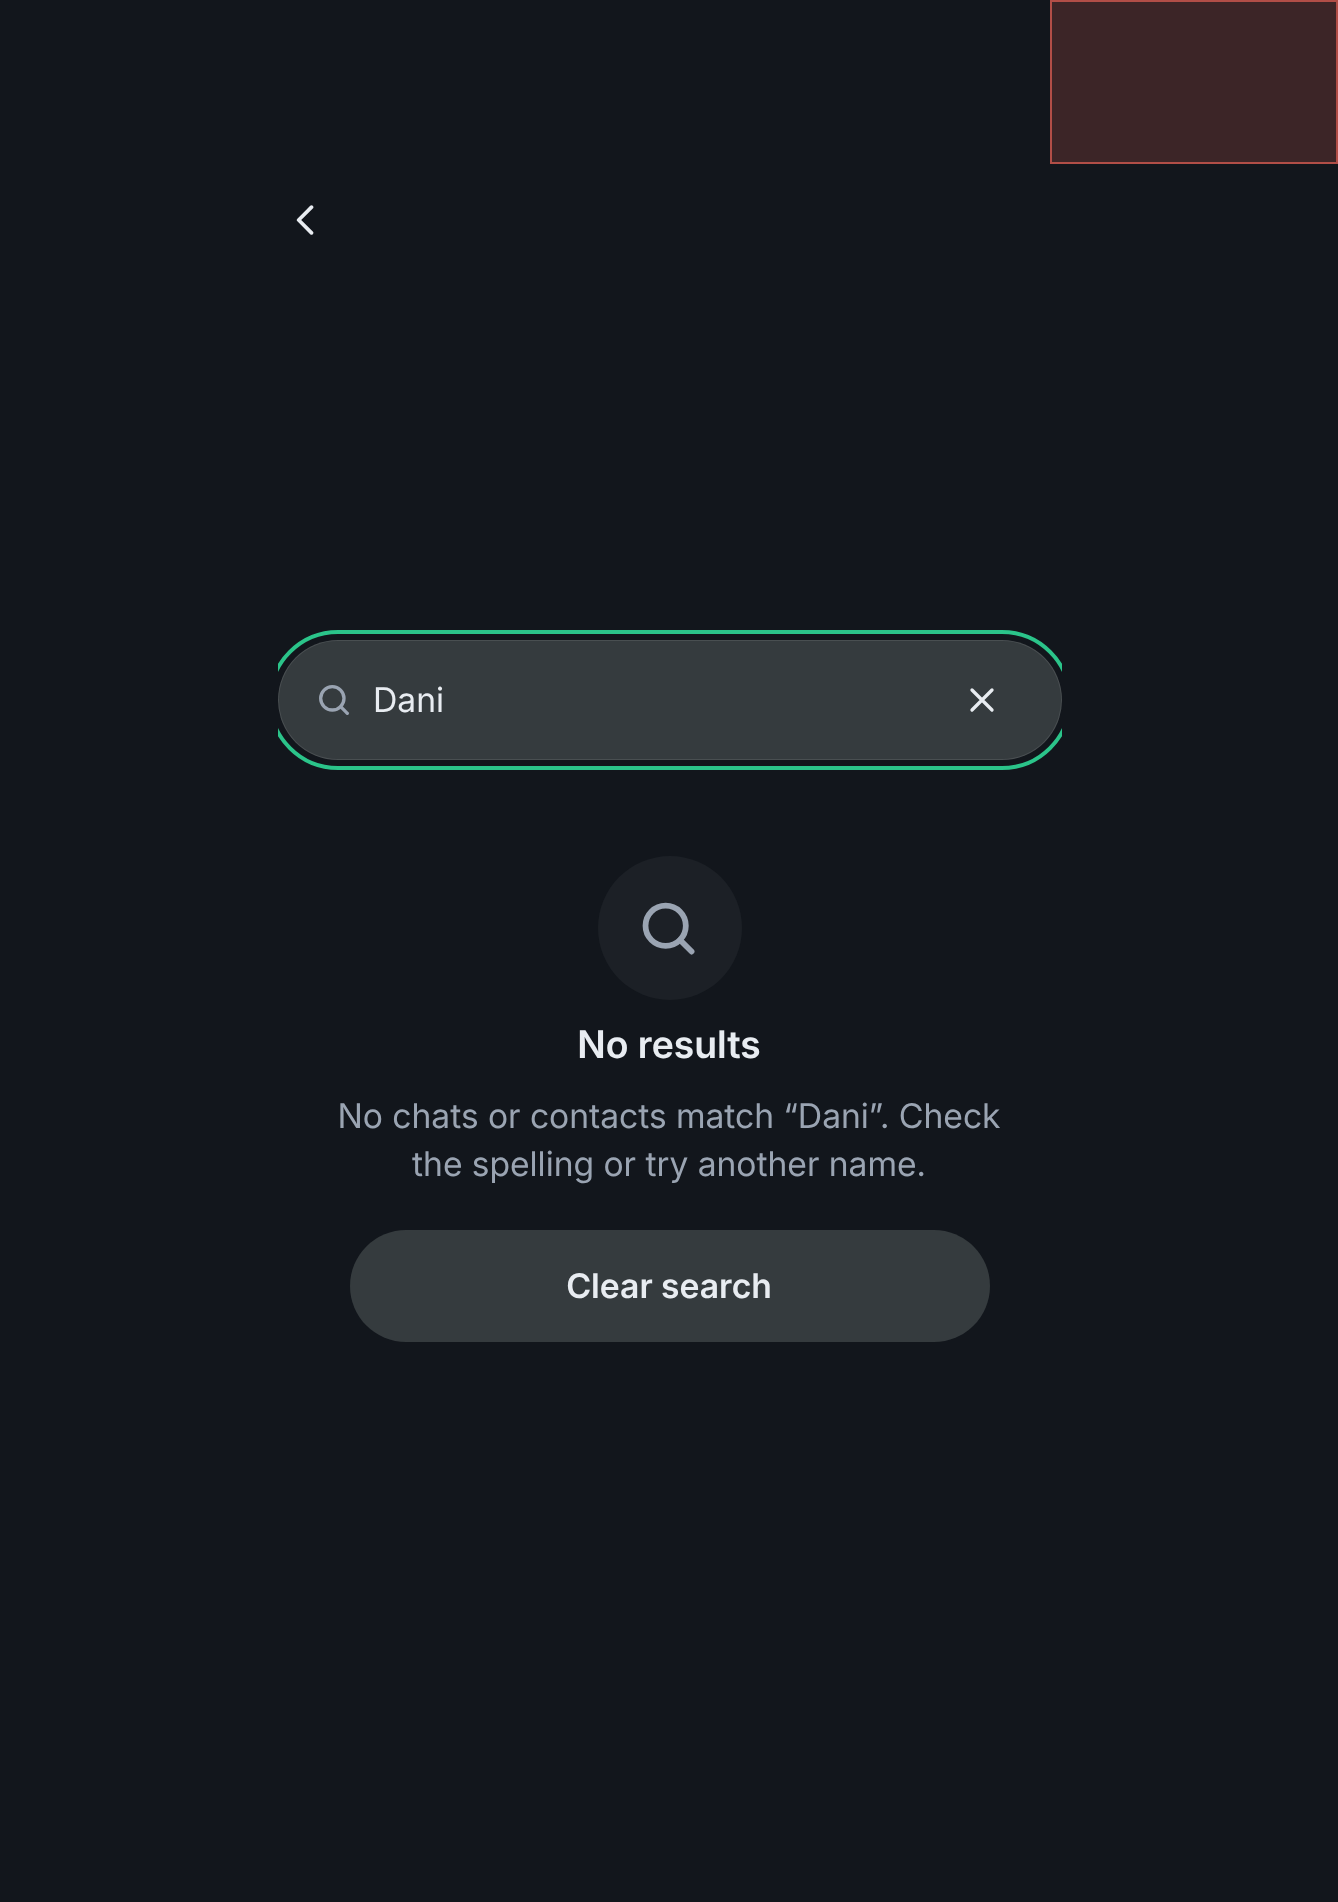 Dani
No results
No chats or contacts match “Dani”. Check
the spelling or try another name.
Clear search